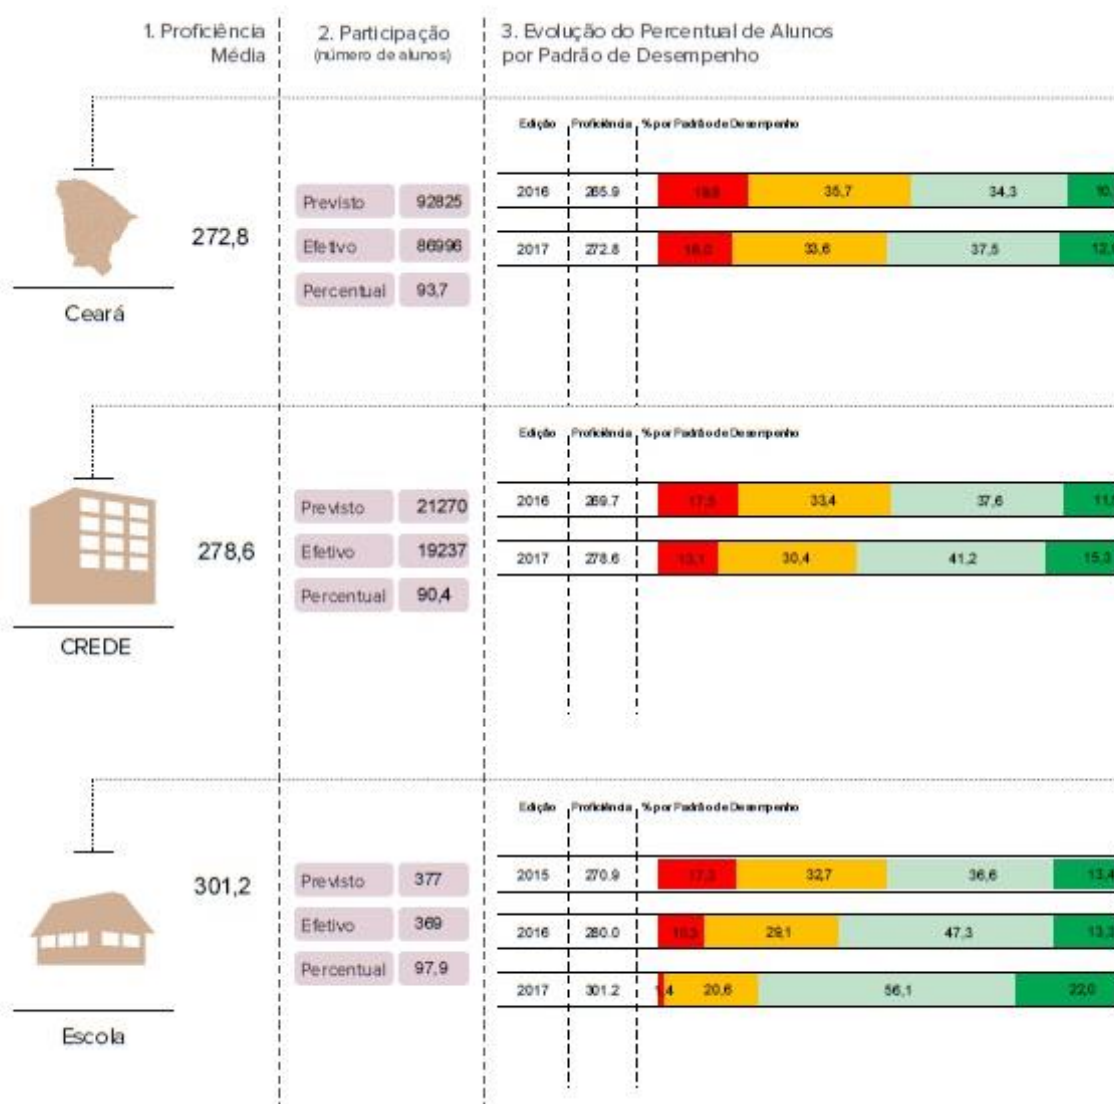 1. Proficiência Média
2. Participação
(número de alunos)
3. Evolução do Percentual de Alunos
por Padrão de Desempenho
Edição Proficiência % por Padrão de Desempenho
2016 265.9 35,7 34,3
2017 272.8 33,6 37,5
272,8
Previsto 92825
Efetivo 86996
Percentual 93,7
Ceará
Edição Proficiência % por Padrão de Desempenho
2016 269.7 33,4 37,6
2017 278.6 13,1 30,4 41,2 15,3
278,6
Previsto 21270
Efetivo 19237
Percentual 90,4
CREDE
Edição Proficiência % por Padrão de Desempenho
2015 270.9 17,3 32,7 36,6 13,4
2016 280.0 10,3 29,1 47,3 13,3
2017 301.2 1,4 20,6 56,1 22,0
301,2
Previsto 377
Efetivo 369
Percentual 97,9
Escola